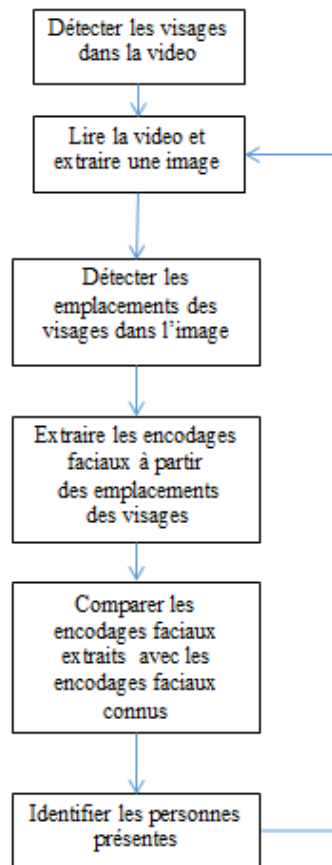 Détecter les visages
dans la video
Lire la video et
extraire une image
Détecter les
emplacements des
visages dans l'image
Extraire les encodages
faciaux à partir
des emplacements
des visages
Comparer les
encodages faciaux
extraits avec les
encodages faciaux
connus
Identifier les personnes
présentes